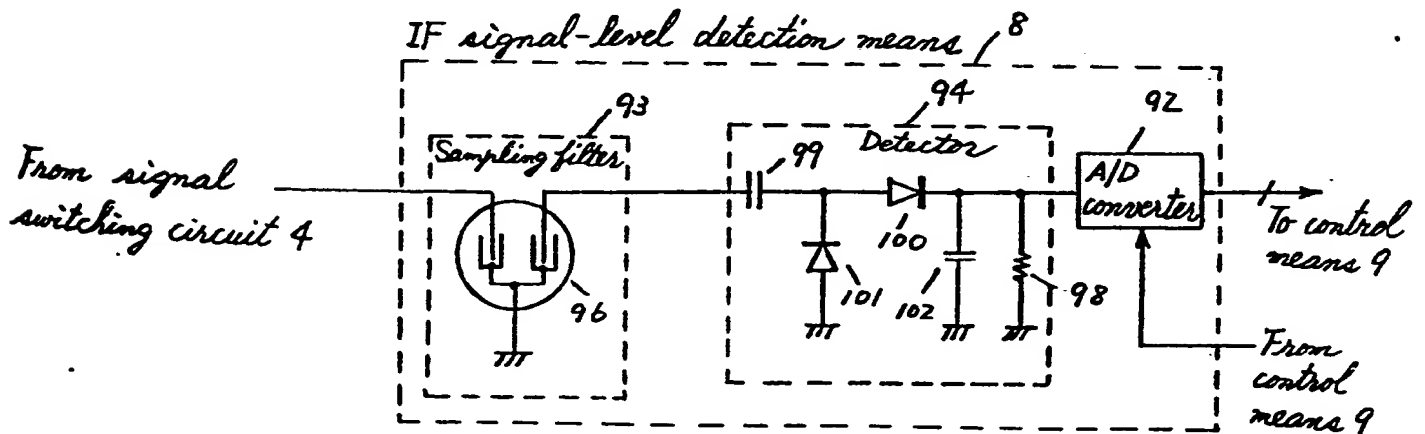 IF signal-level detection means
8
93
94
92
Sampling filter
99
Detector
A/D
converter
From signal
switching circuit 4
To control
means 9
100
101
102
98
96
From
control
means 9